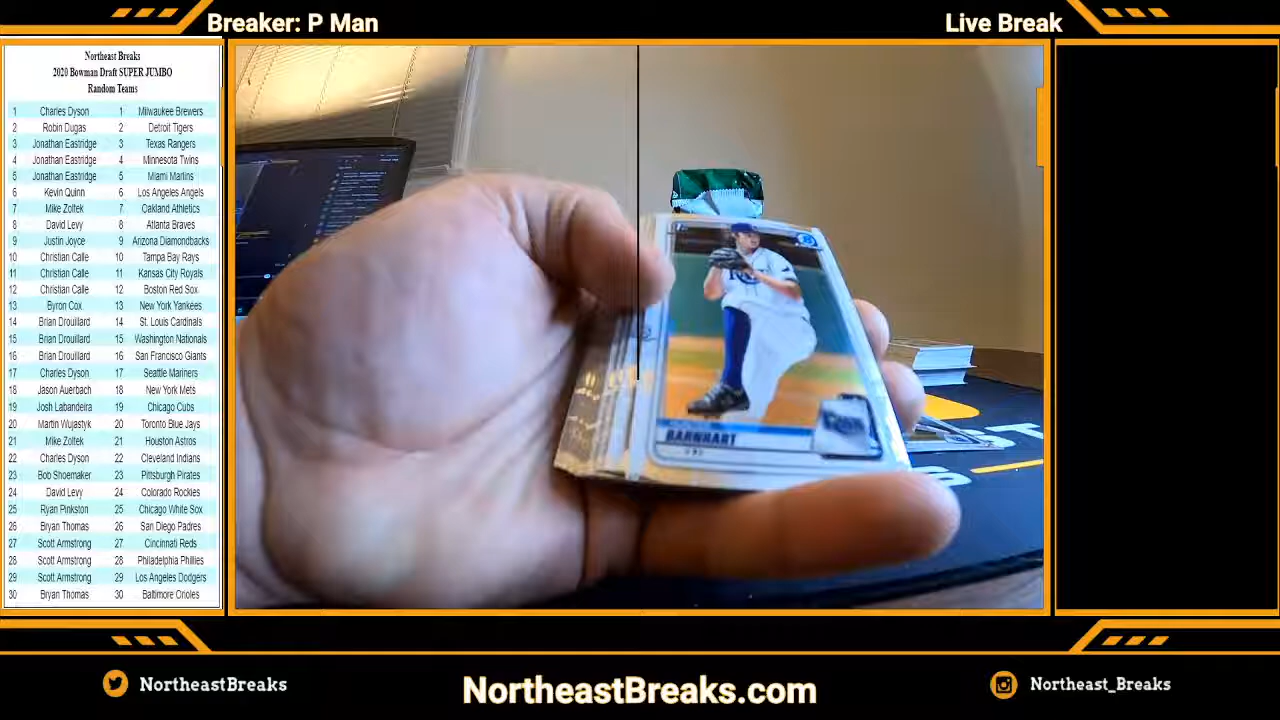 Breaker: P Man
Live Break
Northeast Breaks
2020 Bowman Draft SUPER JUMBO
Random Teams
1 Charles Dyson 1 Milwaukee Brewers
2 Robin Dugas 2 Detroit Tigers
3 Jonathan Eastridge 3 Texas Rangers
4 Jonathan Eastridge 4 Minnesota Twins
5 Jonathan Eastridge 5 Miami Marlins
6 Kevin Quinn 6 Los Angeles Angels
7 Mike Zoltek 7 Oakland Athletics
8 David Levy 8 Atlanta Braves
9 Justin Joyce 9 Arizona Diamondbacks
10 Christian Calle 10 Tampa Bay Rays
11 Christian Calle 11 Kansas City Royals
12 Christian Calle 12 Boston Red Sox
13 Byron Cox 13 New York Yankees
14 Brian Drouillard 14 St. Louis Cardinals
15 Brian Drouillard 15 Washington Nationals
16 Brian Drouillard 16 San Francisco Giants
17 Charles Dyson 17 Seattle Mariners
18 Jason Auerbach 18 New York Mets
19 Josh Labandeira 19 Chicago Cubs
20 Martin Wujastyk 20 Toronto Blue Jays
21 Mike Zoltek 21 Houston Astros
22 Charles Dyson 22 Cleveland Indians
23 Bob Shoemaker 23 Pittsburgh Pirates
24 David Levy 24 Colorado Rockies
25 Ryan Pinkston 25 Chicago White Sox
26 Bryan Thomas 26 San Diego Padres
27 Scott Armstrong 27 Cincinnati Reds
28 Scott Armstrong 28 Philadelphia Phillies
29 Scott Armstrong 29 Los Angeles Dodgers
30 Bryan Thomas 30 Baltimore Orioles
BARNHART
NortheastBreaks
NortheastBreaks.com
Northeast_Breaks